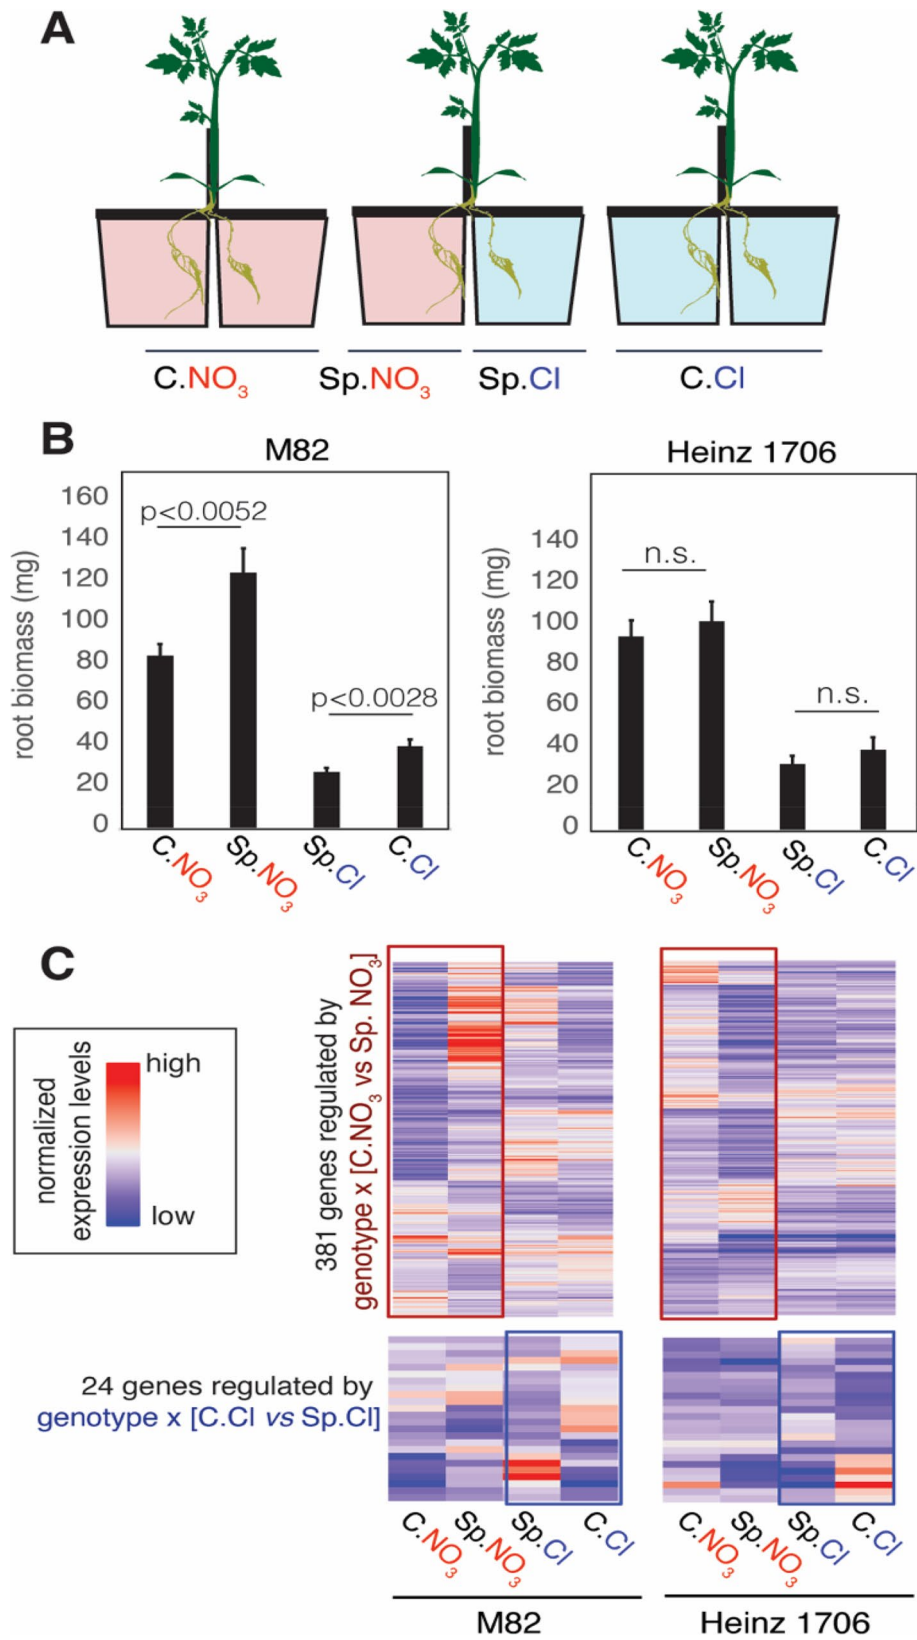 A
C.NO3 Sp.NO3 Sp.Cl C.Cl
B
M82
root biomass (mg)
160
140
120
100
80
60
40
20
0
p<0.0052
p<0.0028
C.NO3 Sp.NO3 Sp.Cl C.Cl
Heinz 1706
root biomass (mg)
140
120
100
80
60
40
20
0
n.s.
n.s.
C.NO3 Sp.NO3 Sp.Cl C.Cl
C
normalized
expression levels
high
low
381 genes regulated by
genotype x [C.NO3 vs Sp. NO3]
24 genes regulated by
genotype x [C.Cl vs Sp.Cl]
C.NO3 Sp.NO3 Sp.Cl C.Cl
C.NO3 Sp.NO3 Sp.Cl C.Cl
M82
Heinz 1706